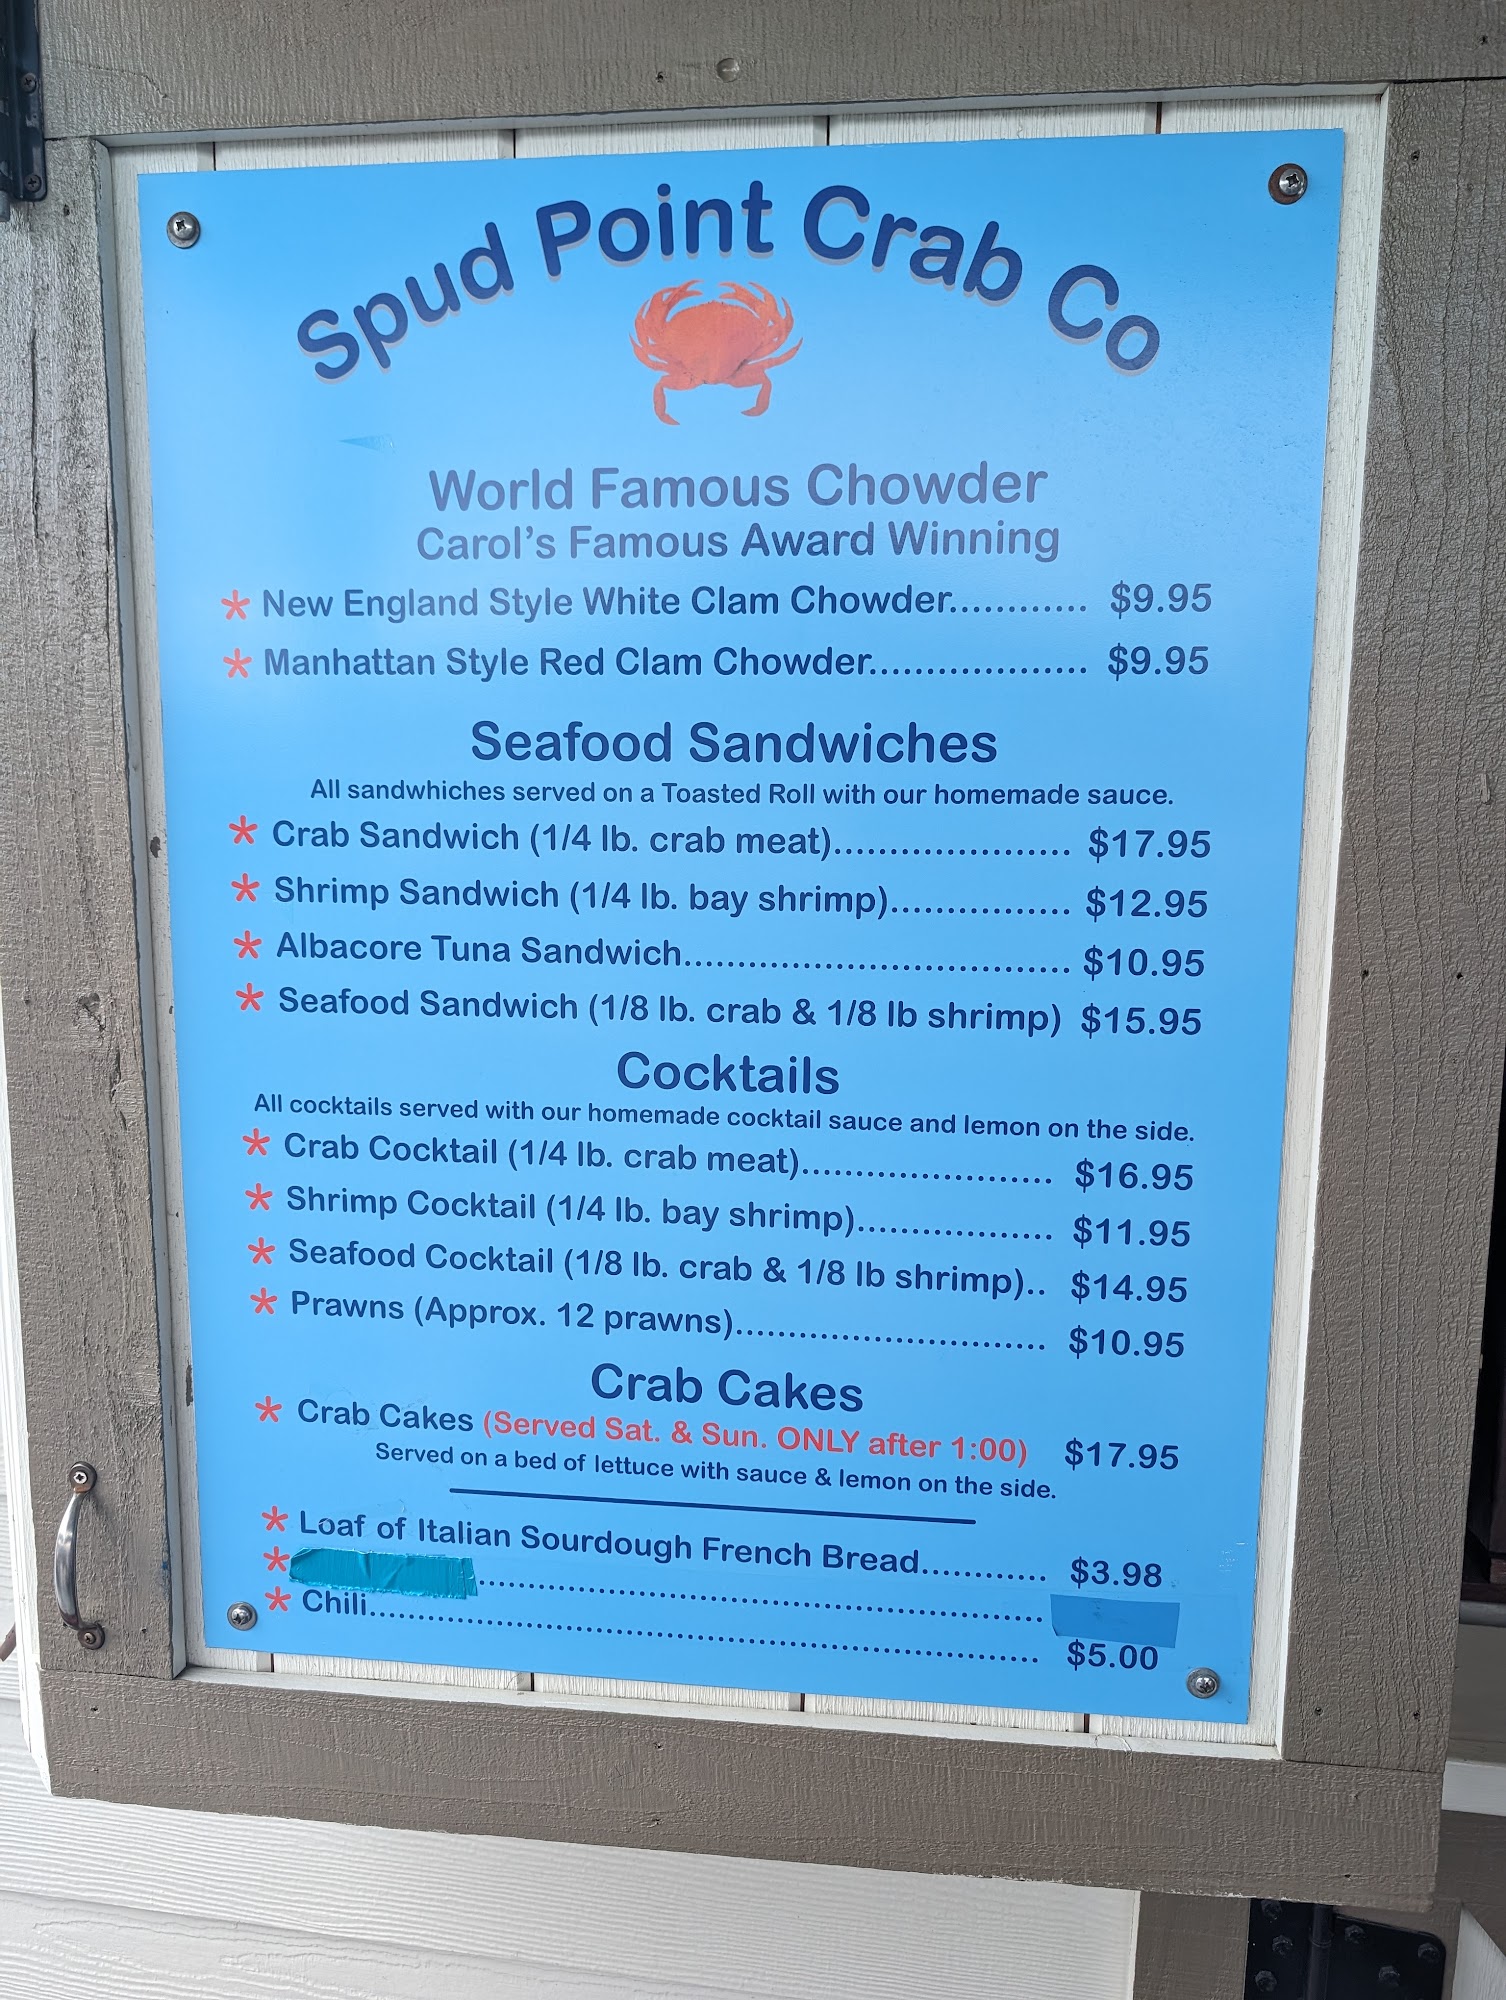 Spud Point Crab Co
World Famous Chowder
Carol's Famous Award Winning
* New England Style White Clam Chowder............ $9.95
* Manhattan Style Red Clam Chowder.................. $9.95
Seafood Sandwiches
All sandwhiches served on a Toasted Roll with our homemade sauce.
* Crab Sandwich (1/4 lb. crab meat)...................... $17.95
* Shrimp Sandwich (1/4 lb. bay shrimp)................. $12.95
* Albacore Tuna Sandwich.................................... $10.95
* Seafood Sandwich (1/8 lb. crab & 1/8 lb shrimp) $15.95
Cocktails
All cocktails served with our homemade cocktail sauce and lemon on the side.
* Crab Cocktail (1/4 lb. crab meat)........................ $16.95
* Shrimp Cocktail (1/4 lb. bay shrimp)................... $11.95
* Seafood Cocktail (1/8 lb. crab & 1/8 lb shrimp).. $14.95
* Prawns (Approx. 12 prawns).............................. $10.95
Crab Cakes
* Crab Cakes (Served Sat. & Sun. ONLY after 1:00) $17.95
Served on a bed of lettuce with sauce & lemon on the side.
* Loaf of Italian Sourdough French Bread............ $3.98
* ......................................................
* Chili................................................................ $5.00